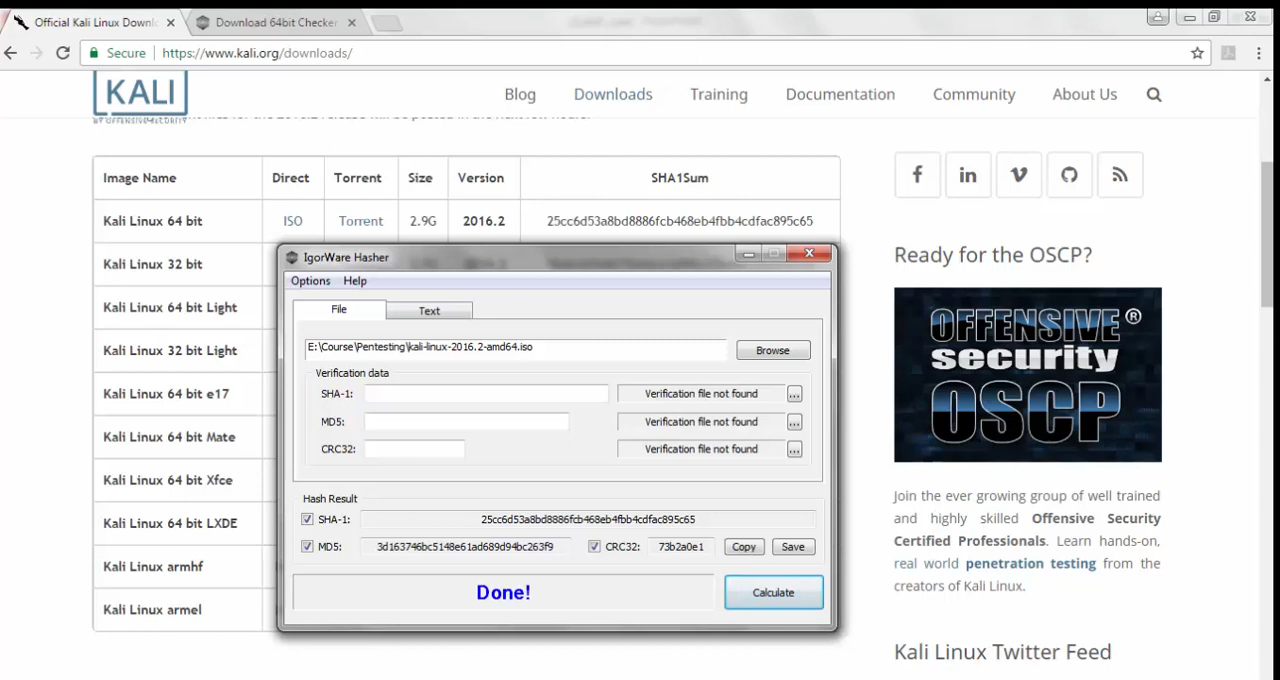 Official Kali Linux Downl
Download 64bit Checker
Secure https://www.kali.org/downloads/
KALI
BY OFFENSIVE SECURITY
Blog Downloads Training Documentation Community About Us
Image Name Direct Torrent Size Version SHA1Sum
Kali Linux 64 bit ISO Torrent 2.9G 2016.2 25cc6d53a8bd8886fcb468eb4fbb4cdfac895c65
Kali Linux 32 bit
Kali Linux 64 bit Light
Kali Linux 32 bit Light
Kali Linux 64 bit e17
Kali Linux 64 bit Mate
Kali Linux 64 bit Xfce
Kali Linux 64 bit LXDE
Kali Linux armhf
Kali Linux armel
IgorWare Hasher
Options Help
File Text
E:\Course\Pentesting\kali-linux-2016.2-amd64.iso Browse
Verification data
SHA-1: Verification file not found ...
MD5: Verification file not found ...
CRC32: Verification file not found ...
Hash Result
SHA-1: 25cc6d53a8bd8886fcb468eb4fbb4cdfac895c65
MD5: 3d163746bc5148e61ad689d94bc263f9 CRC32: 73b2a0e1 Copy Save
Done! Calculate
Ready for the OSCP?
OFFENSIVE®
security
OSCP
Join the ever growing group of well trained
and highly skilled Offensive Security
Certified Professionals. Learn hands-on,
real world penetration testing from the
creators of Kali Linux.
Kali Linux Twitter Feed